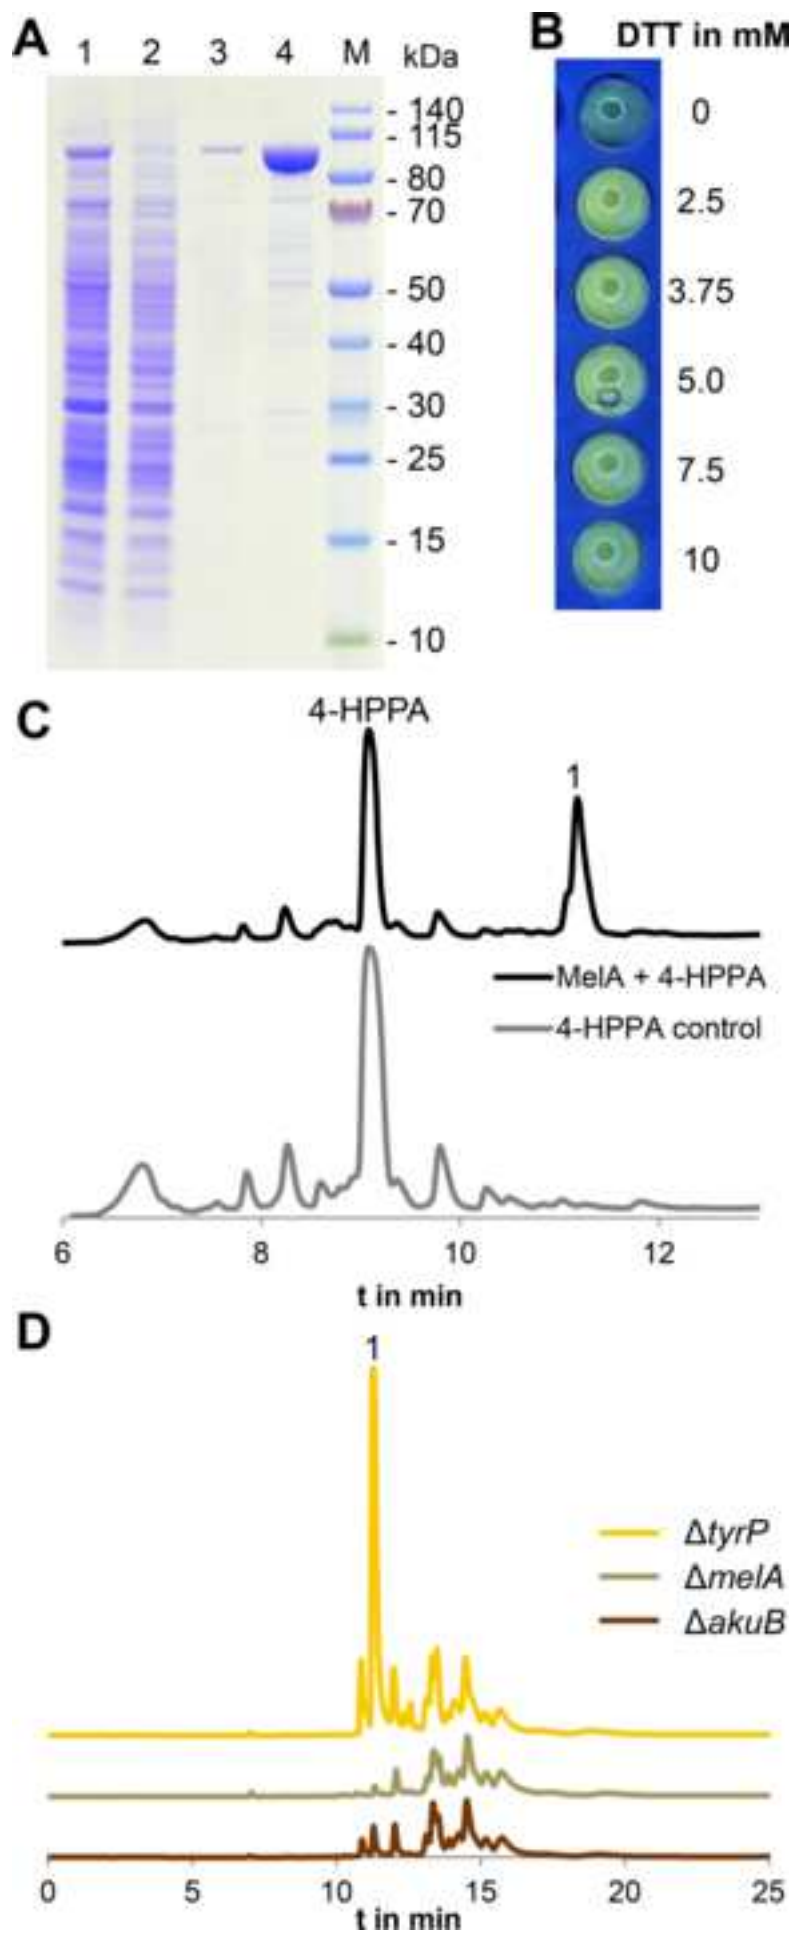 A 1 2 3 4 M kDa
- 140
- 115
- 80
- 70
- 50
- 40
- 30
- 25
- 15
- 10
B DTT in mM
0
2.5
3.75
5.0
7.5
10
C
4-HPPA
1
MelA + 4-HPPA
4-HPPA control
6 8 10 12
t in min
D
1
ΔtyrP
ΔmelA
ΔakuB
0 5 10 15 20 25
t in min